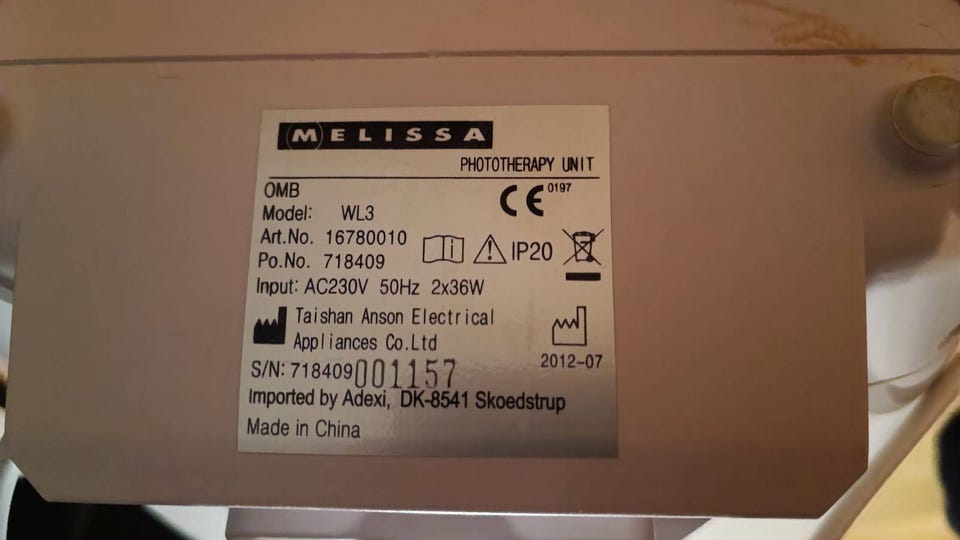 MELISSA
PHOTOTHERAPY UNIT
OMB
Model: WL3
CE 0197
Art.No. 16780010
Po.No. 718409
IP20
Input: AC230V 50Hz 2x36W
Taishan Anson Electrical
Appliances Co.Ltd
2012-07
S/N: 718409001157
Imported by Adexi, DK-8541 Skoedstrup
Made in China